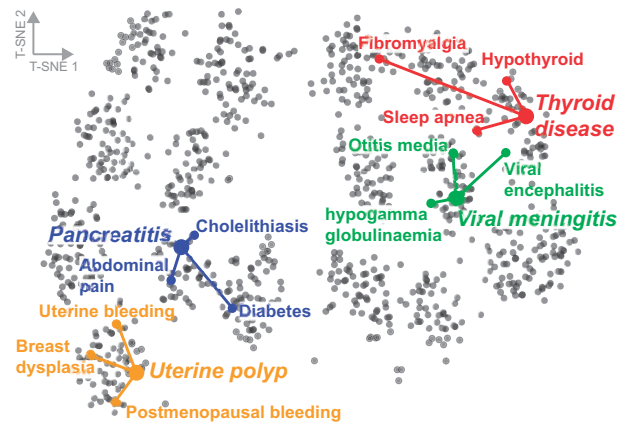 T-SNE 2
T-SNE 1
Fibromyalgia
Hypothyroid
Thyroid
disease
Sleep apnea
Otitis media
Viral
encephalitis
hypogamma
globulinaemia
Viral meningitis
Pancreatitis
Cholelithiasis
Abdominal
pain
Diabetes
Uterine bleeding
Breast
dysplasia
Uterine polyp
Postmenopausal bleeding